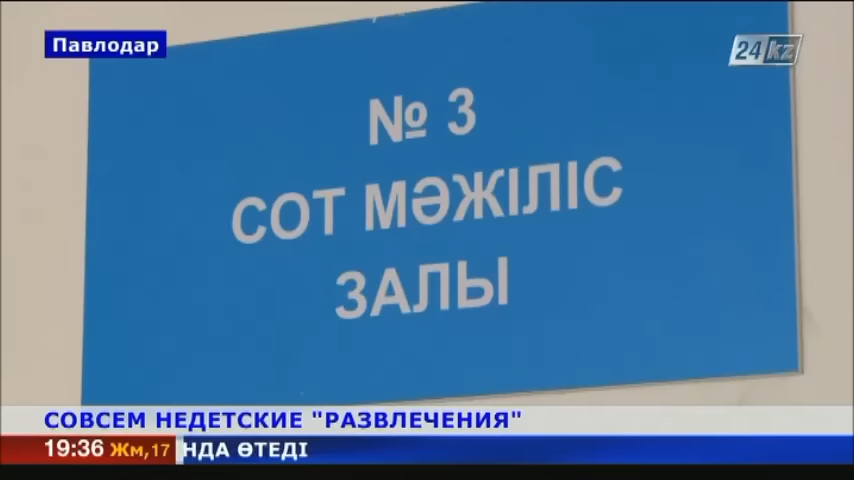 Павлодар
24kz
№ 3
СОТ МӘЖІЛІС
ЗАЛЫ
СОВСЕМ НЕДЕТСКИЕ "РАЗВЛЕЧЕНИЯ"
19:36 Жм,17 НДА ӨТЕДІ